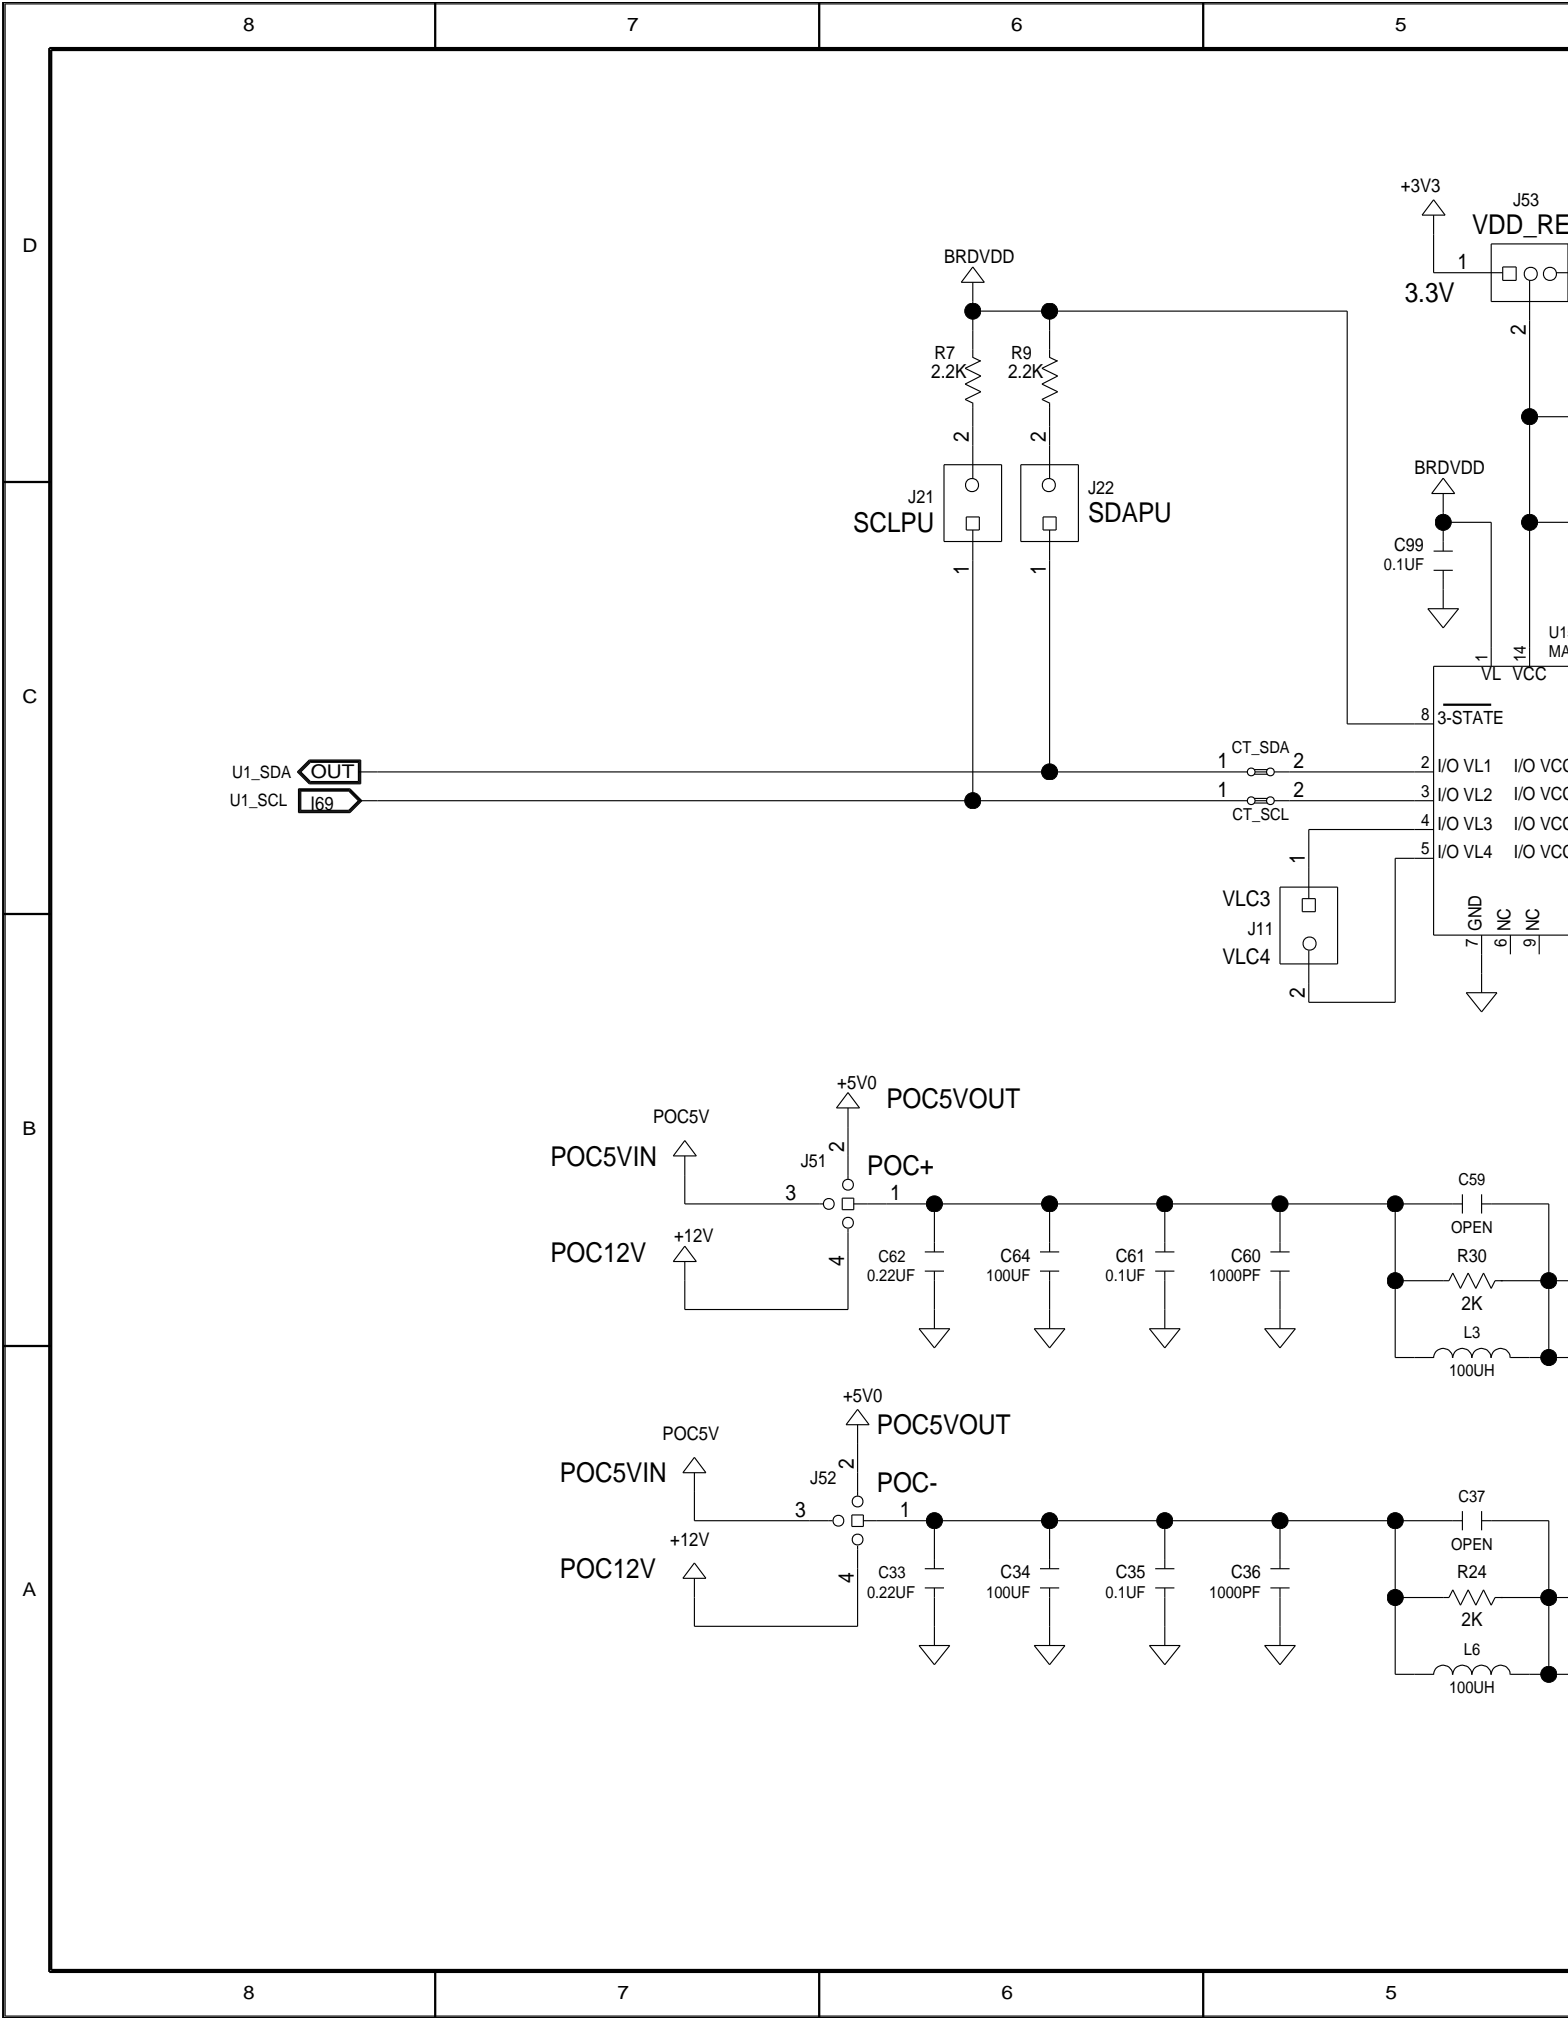 8 7 6 5
+3V3
J53
VDD_RE
D
BRDVDD
1
3.3V
2
R7 R9
2.2K 2.2K
2 2
BRDVDD
J21 J22
SCLPU SDAPU
C99
0.1UF
1 1
U1
MA
1 14
VL VCC
C
8 3-STATE
CT_SDA
U1_SDA OUT 1 2 2 I/O VL1 I/O VCC
U1_SCL I69 1 2 3 I/O VL2 I/O VCC
CT_SCL
4 I/O VL3 I/O VCC
1 5 I/O VL4 I/O VCC
VLC3
J11
VLC4
GND NC NC
7 6 9
2
+5V0
POC5VOUT
POC5V
B
2
POC5VIN
J51
POC+
3 1
C59
OPEN
+12V
POC12V
4
C62 C64 C61 C60 R30
0.22UF 100UF 0.1UF 1000PF
2K
L3
100UH
+5V0
POC5VOUT
POC5V
2
POC5VIN
J52
POC-
3 1
C37
OPEN
+12V
POC12V
4
C33 C34 C35 C36 R24
0.22UF 100UF 0.1UF 1000PF
A
2K
L6
100UH
8 7 6 5